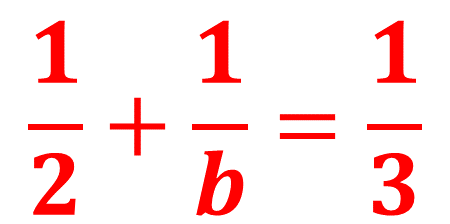 1/2 + 1/b = 1/3